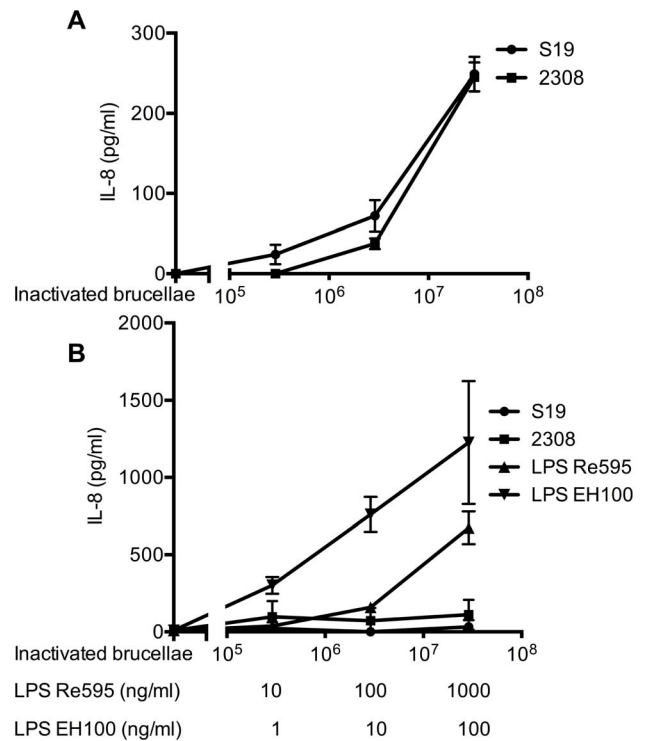 A
300
S19
2308
200
IL-8 (pg/ml)
100
0
Inactivated brucellae 10^5 10^6 10^7 10^8
2000
B
1500
S19
2308
LPS Re595
LPS EH100
1000
IL-8 (pg/ml)
500
0
Inactivated brucellae 10^5 10^6 10^7 10^8
LPS Re595 (ng/ml) 10 100 1000
LPS EH100 (ng/ml) 1 10 100